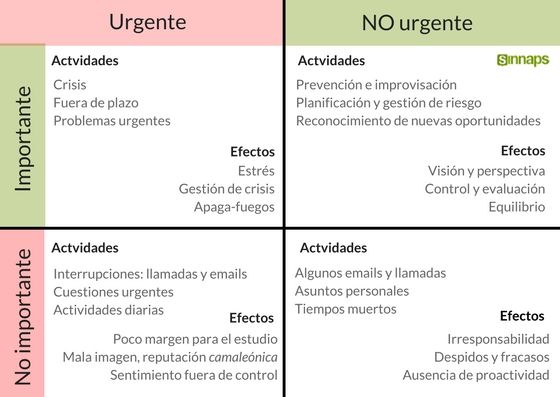 Urgente
NO urgente
Importante
Actvidades
Crisis
Fuera de plazo
Problemas urgentes
Efectos
Estrés
Gestión de crisis
Apaga-fuegos
Actvidades
Sinnaps
Prevención e improvisación
Planificación y gestión de riesgo
Reconocimiento de nuevas oportunidades
Efectos
Visión y perspectiva
Control y evaluación
Equilibrio
No importante
Actvidades
Interrupciones: llamadas y emails
Cuestiones urgentes
Actividades diarias
Efectos
Poco margen para el estudio
Mala imagen, reputación camaleónica
Sentimiento fuera de control
Actvidades
Algunos emails y llamadas
Asuntos personales
Tiempos muertos
Efectos
Irresponsabilidad
Despidos y fracasos
Ausencia de proactividad